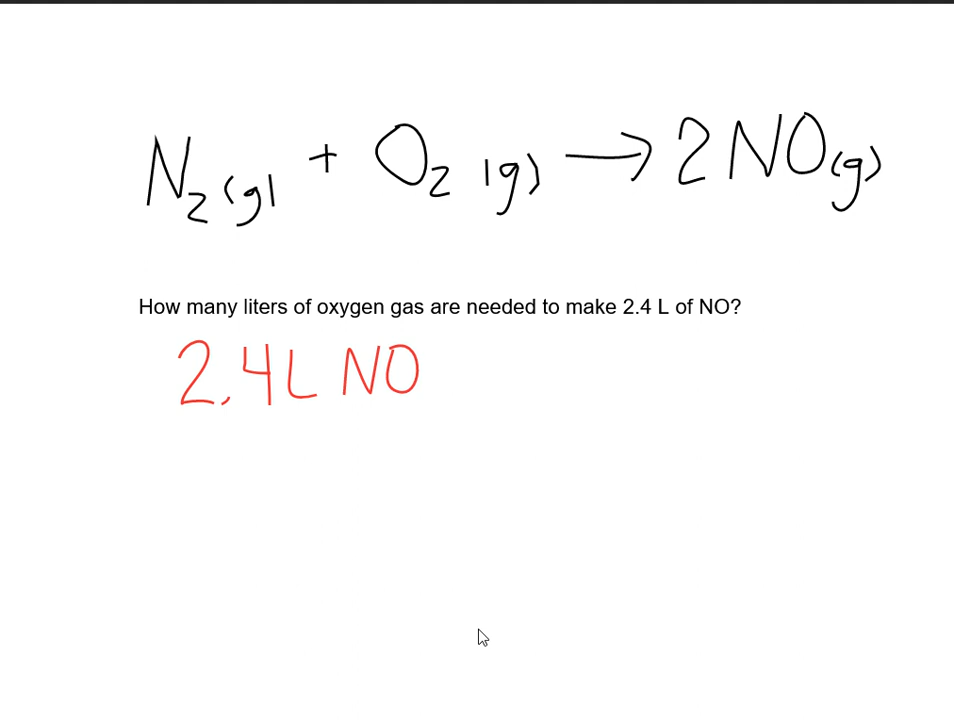 N₂(g) + O₂(g) → 2NO(g)
How many liters of oxygen gas are needed to make 2.4 L of NO?
2.4L NO